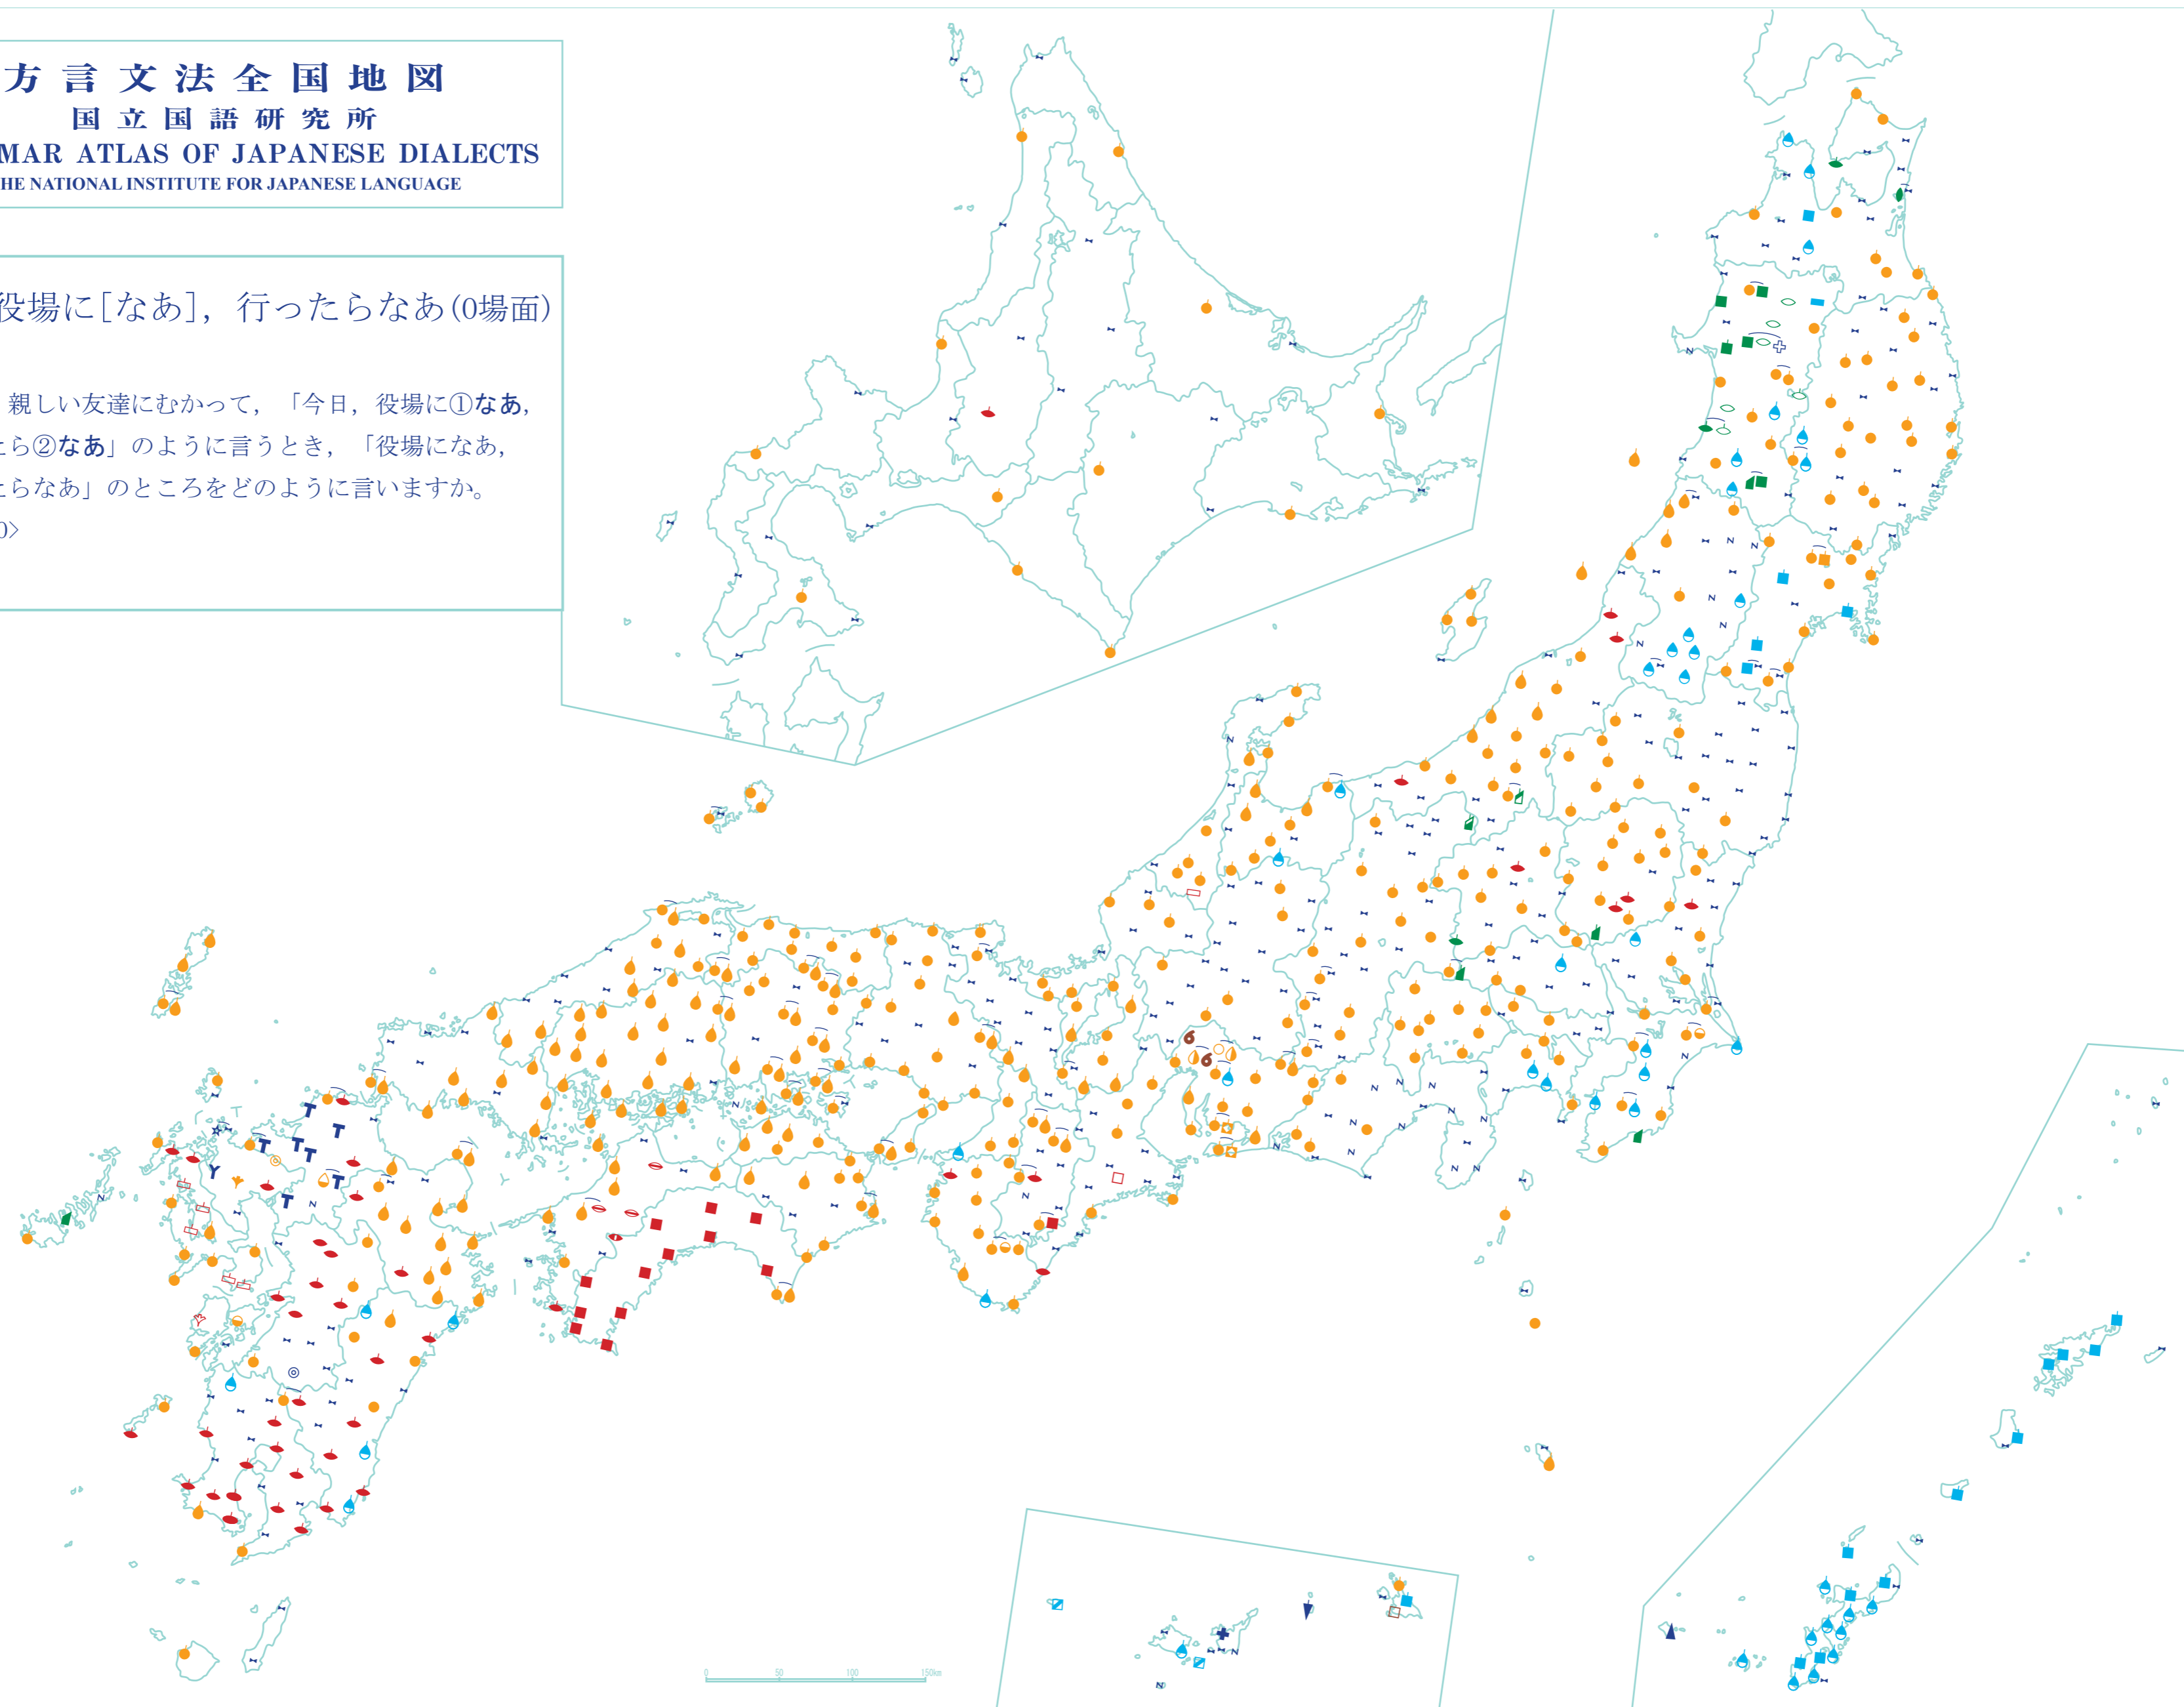 方言文法全国地図
国立国語研究所
MAR ATLAS OF JAPANESE DIALECTS
HE NATIONAL INSTITUTE FOR JAPANESE LANGUAGE
役場に[なあ]，行ったらなあ(0場面)
親しい友達にむかって，「今日，役場に①なあ，
たら②なあ」のように言うとき，「役場になあ，
たらなあ」のところをどのように言いますか。
0〉
0 50 100 150km